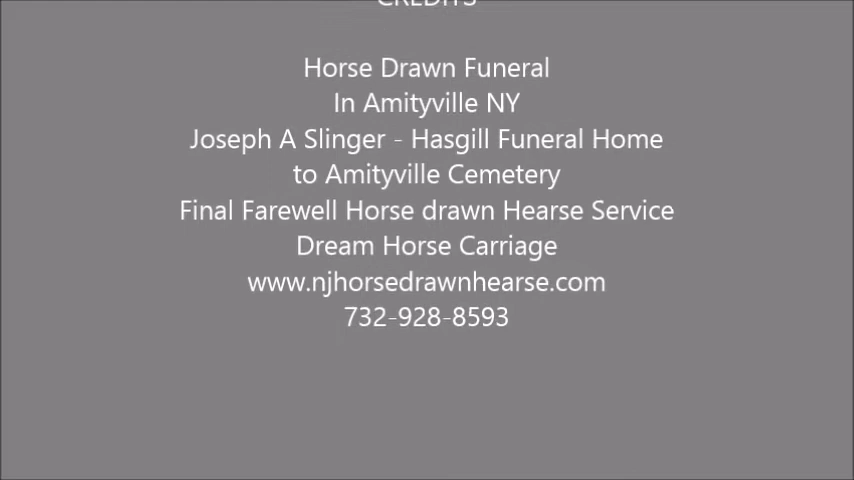 CREDITS
Horse Drawn Funeral
In Amityville NY
Joseph A Slinger - Hasgill Funeral Home
to Amityville Cemetery
Final Farewell Horse drawn Hearse Service
Dream Horse Carriage
www.njhorsedrawnhearse.com
732-928-8593